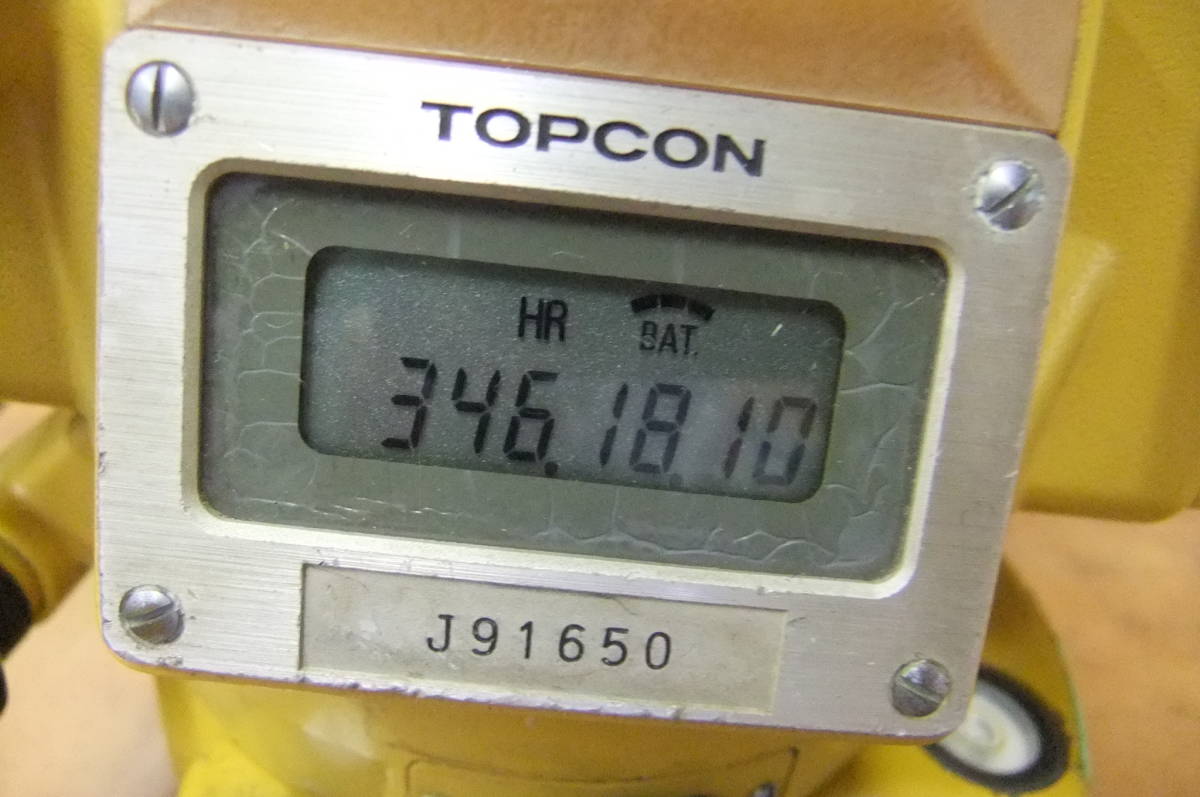 TOPCON
HR BAT.
346.18.10
J91650